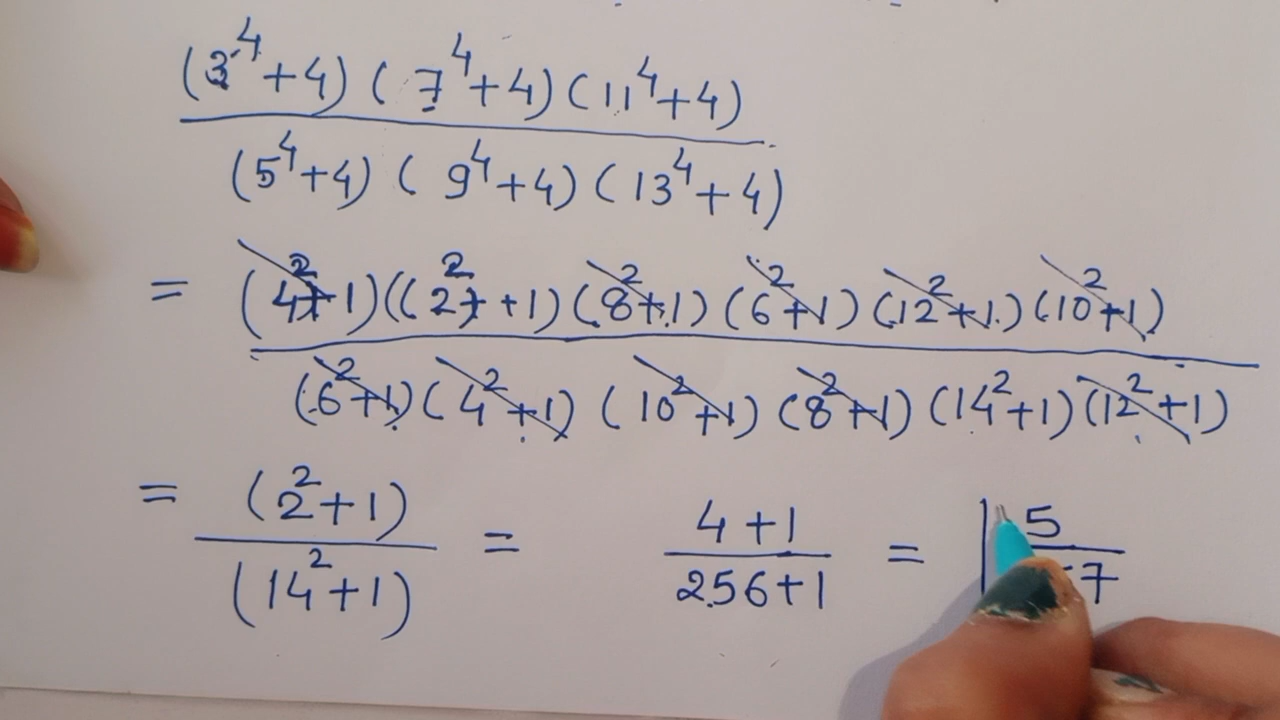 (3⁴+4) ( 7⁴+4) (11⁴+4)
(5⁴+4) ( 9⁴+4) (13⁴+4)
= (4²+1)((2²+1)(8²+1)(6²+1)(12²+1)(10²+1)
(6²+1)(4²+1)(10²+1)(8²+1)(14²+1)(12²+1)
= (2²+1) = 4+1 = 5
(14²+1) 256+1 7